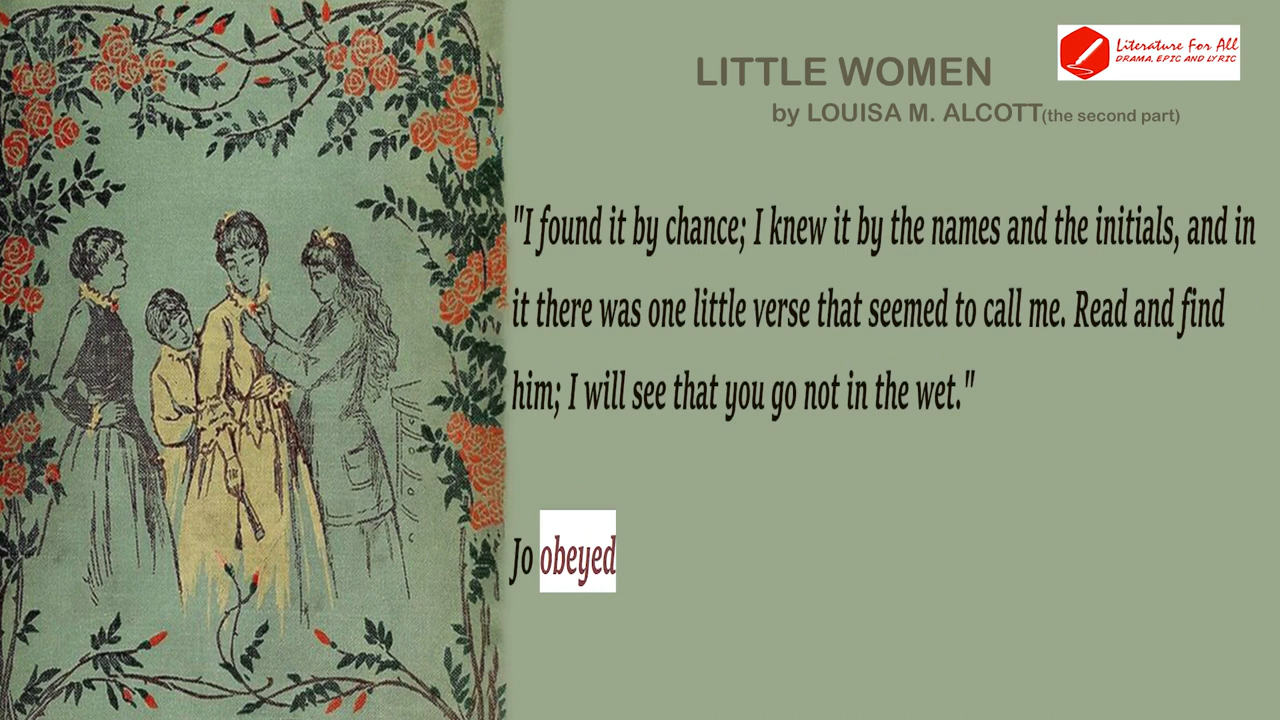 LITTLE WOMEN
by LOUISA M. ALCOTT(the second part)
Literature For All
DRAMA, EPIC AND LYRIC
"I found it by chance; I knew it by the names and the initials, and in
it there was one little verse that seemed to call me. Read and find
him; I will see that you go not in the wet."
Jo obeyed